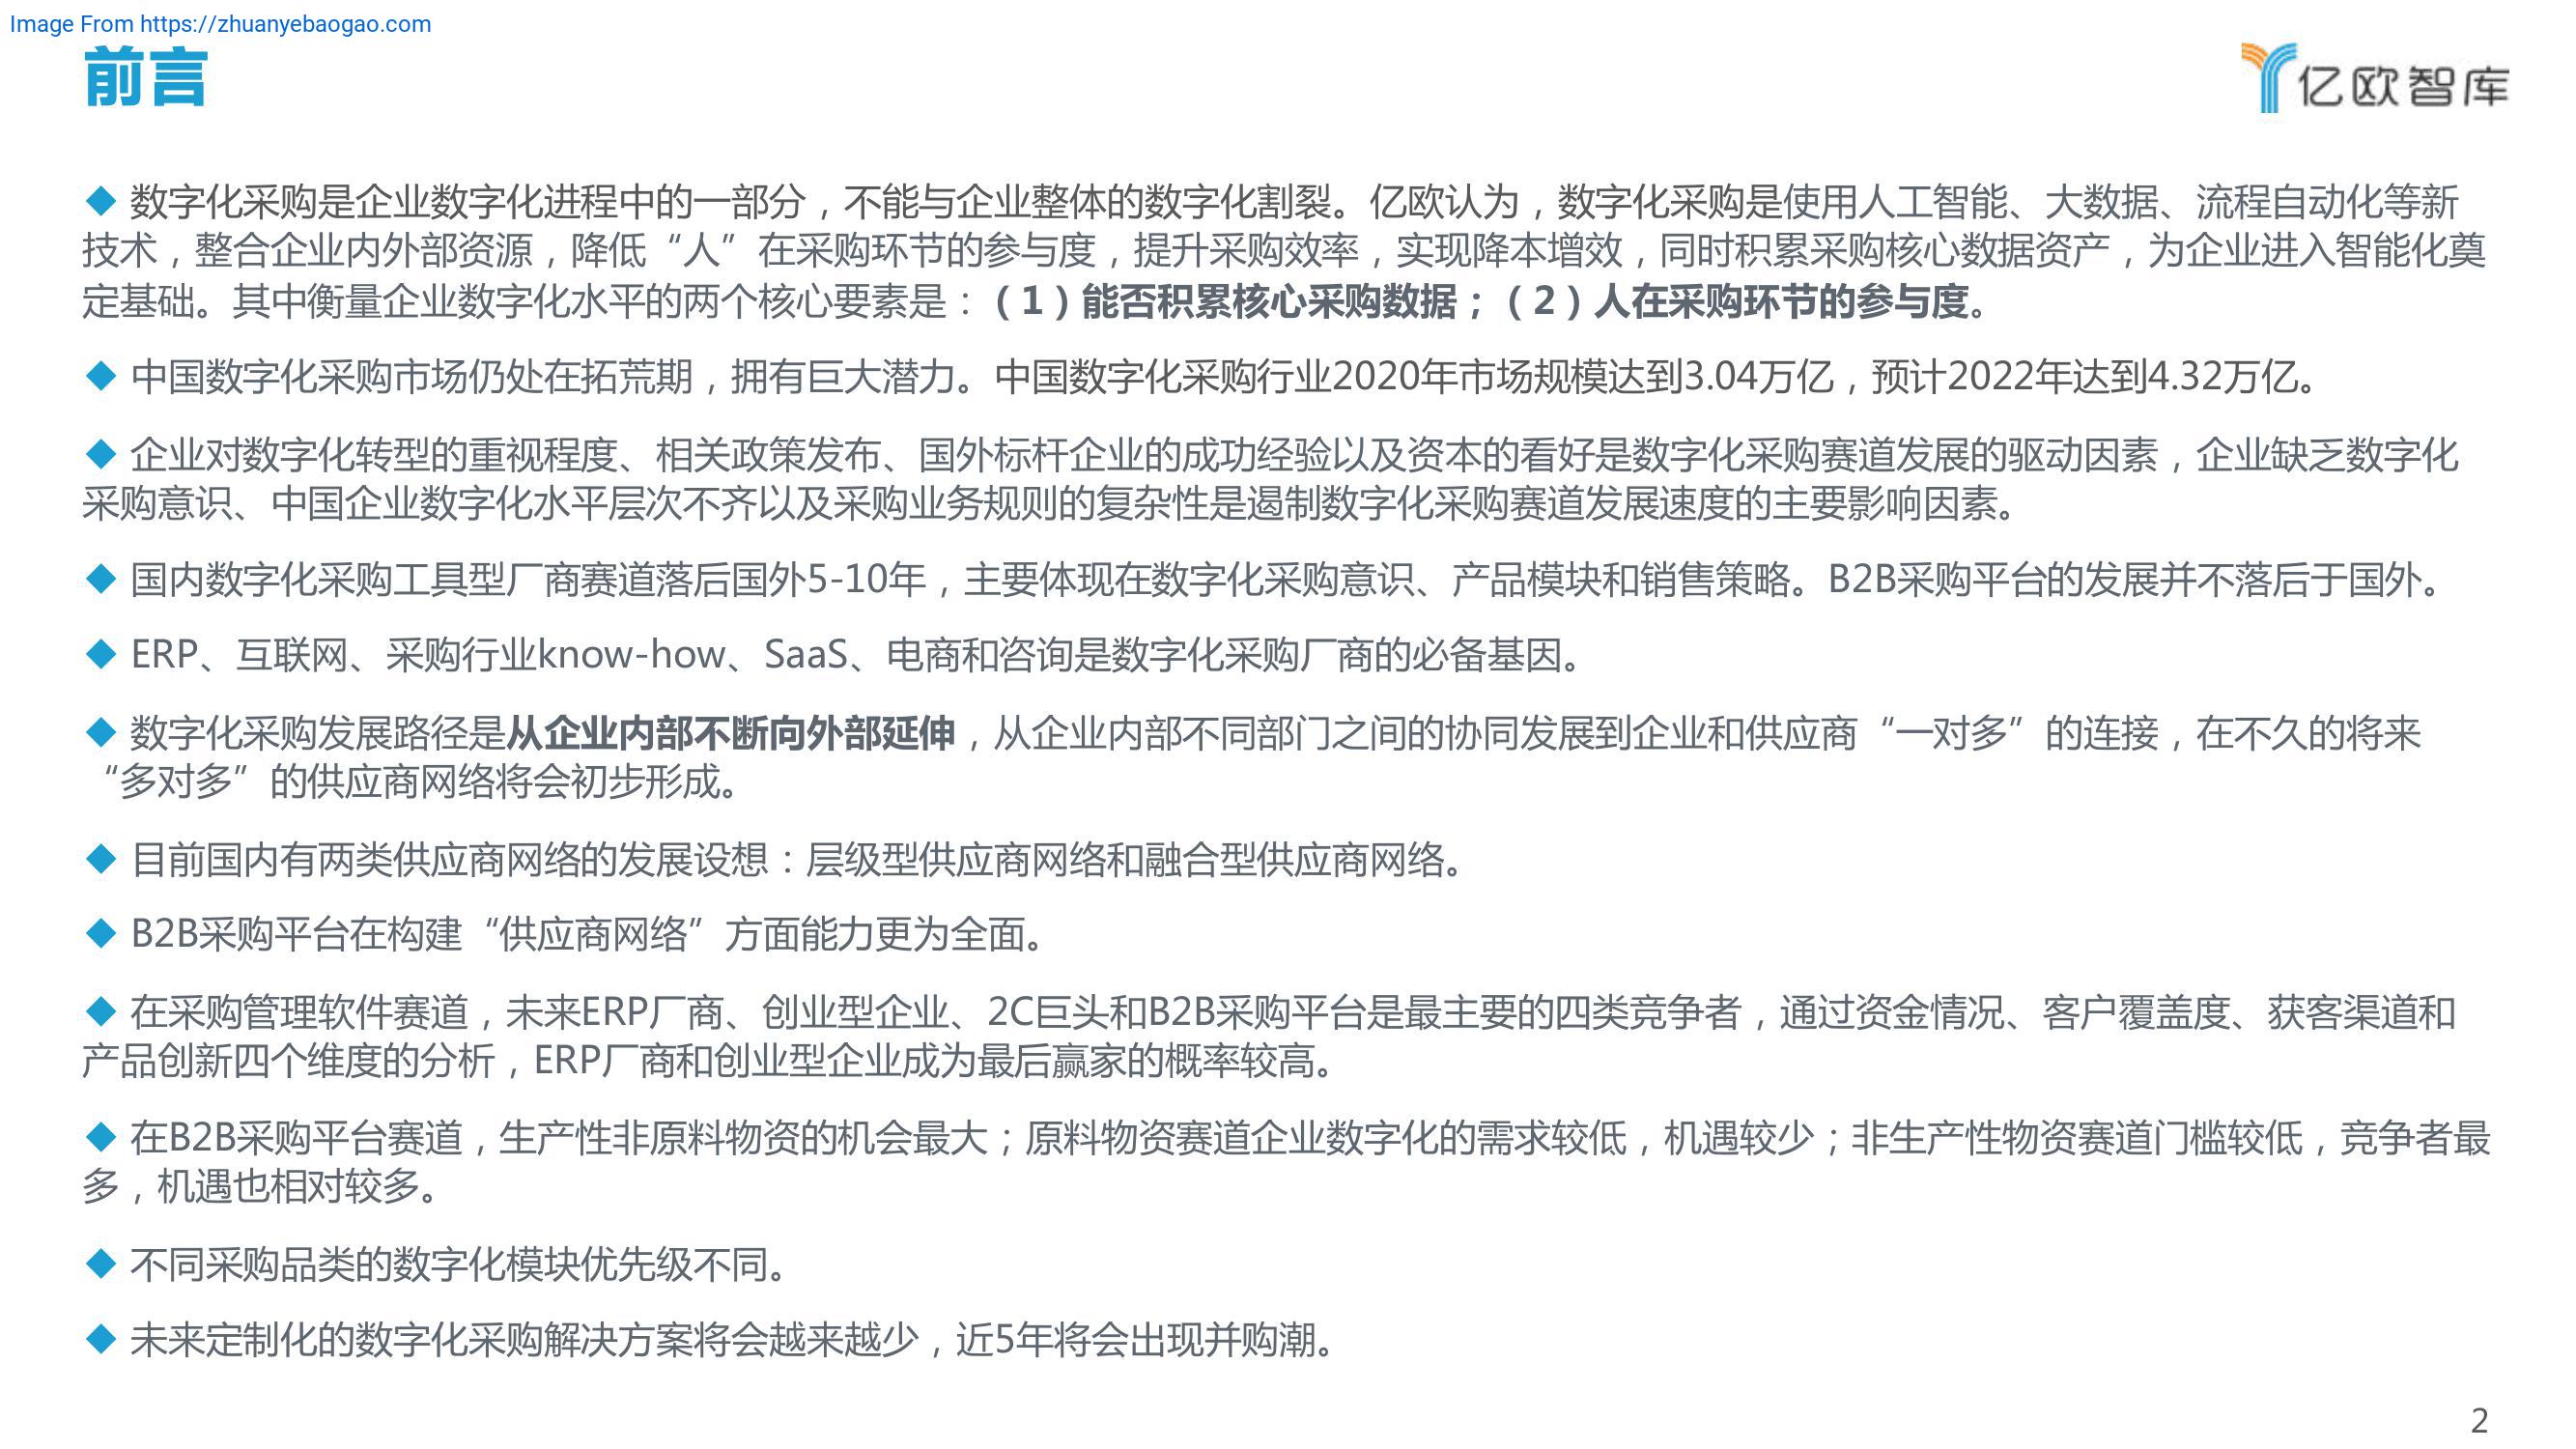 Image From https://zhuanyebaogao.com
前言
亿欧智库
◆ 数字化采购是企业数字化进程中的一部分，不能与企业整体的数字化割裂。亿欧认为，数字化采购是使用人工智能、大数据、流程自动化等新
技术，整合企业内外部资源，降低“人”在采购环节的参与度，提升采购效率，实现降本增效，同时积累采购核心数据资产，为企业进入智能化奠
定基础。其中衡量企业数字化水平的两个核心要素是：（1）能否积累核心采购数据；（2）人在采购环节的参与度。
◆ 中国数字化采购市场仍处在拓荒期，拥有巨大潜力。中国数字化采购行业2020年市场规模达到3.04万亿，预计2022年达到4.32万亿。
◆ 企业对数字化转型的重视程度、相关政策发布、国外标杆企业的成功经验以及资本的看好是数字化采购赛道发展的驱动因素，企业缺乏数字化
采购意识、中国企业数字化水平层次不齐以及采购业务规则的复杂性是遏制数字化采购赛道发展速度的主要影响因素。
◆ 国内数字化采购工具型厂商赛道落后国外5-10年，主要体现在数字化采购意识、产品模块和销售策略。B2B采购平台的发展并不落后于国外。
◆ ERP、互联网、采购行业know-how、SaaS、电商和咨询是数字化采购厂商的必备基因。
◆ 数字化采购发展路径是从企业内部不断向外部延伸，从企业内部不同部门之间的协同发展到企业和供应商“一对多”的连接，在不久的将来
“多对多”的供应商网络将会初步形成。
◆ 目前国内有两类供应商网络的发展设想：层级型供应商网络和融合型供应商网络。
◆ B2B采购平台在构建“供应商网络”方面能力更为全面。
◆ 在采购管理软件赛道，未来ERP厂商、创业型企业、2C巨头和B2B采购平台是最主要的四类竞争者，通过资金情况、客户覆盖度、获客渠道和
产品创新四个维度的分析，ERP厂商和创业型企业成为最后赢家的概率较高。
◆ 在B2B采购平台赛道，生产性非原料物资的机会最大；原料物资赛道企业数字化的需求较低，机遇较少；非生产性物资赛道门槛较低，竞争者最
多，机遇也相对较多。
◆ 不同采购品类的数字化模块优先级不同。
◆ 未来定制化的数字化采购解决方案将会越来越少，近5年将会出现并购潮。
2